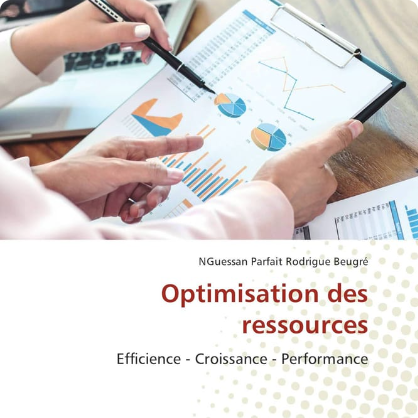 NGuessan Parfait Rodrigue Beugré
Optimisation des
ressources
Efficience - Croissance - Performance